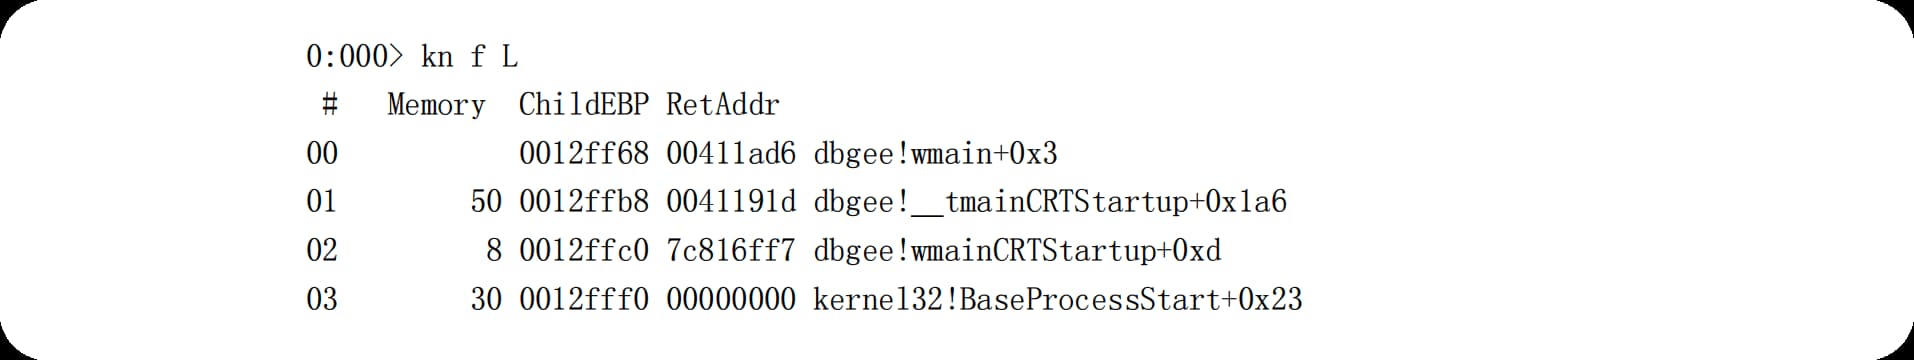 0:000> kn f L
 #   Memory  ChildEBP RetAddr
00           0012ff68 00411ad6 dbgee!wmain+0x3
01        50 0012ffb8 0041191d dbgee!__tmainCRTStartup+0x1a6
02         8 0012ffc0 7c816ff7 dbgee!wmainCRTStartup+0xd
03        30 0012fff0 00000000 kernel32!BaseProcessStart+0x23